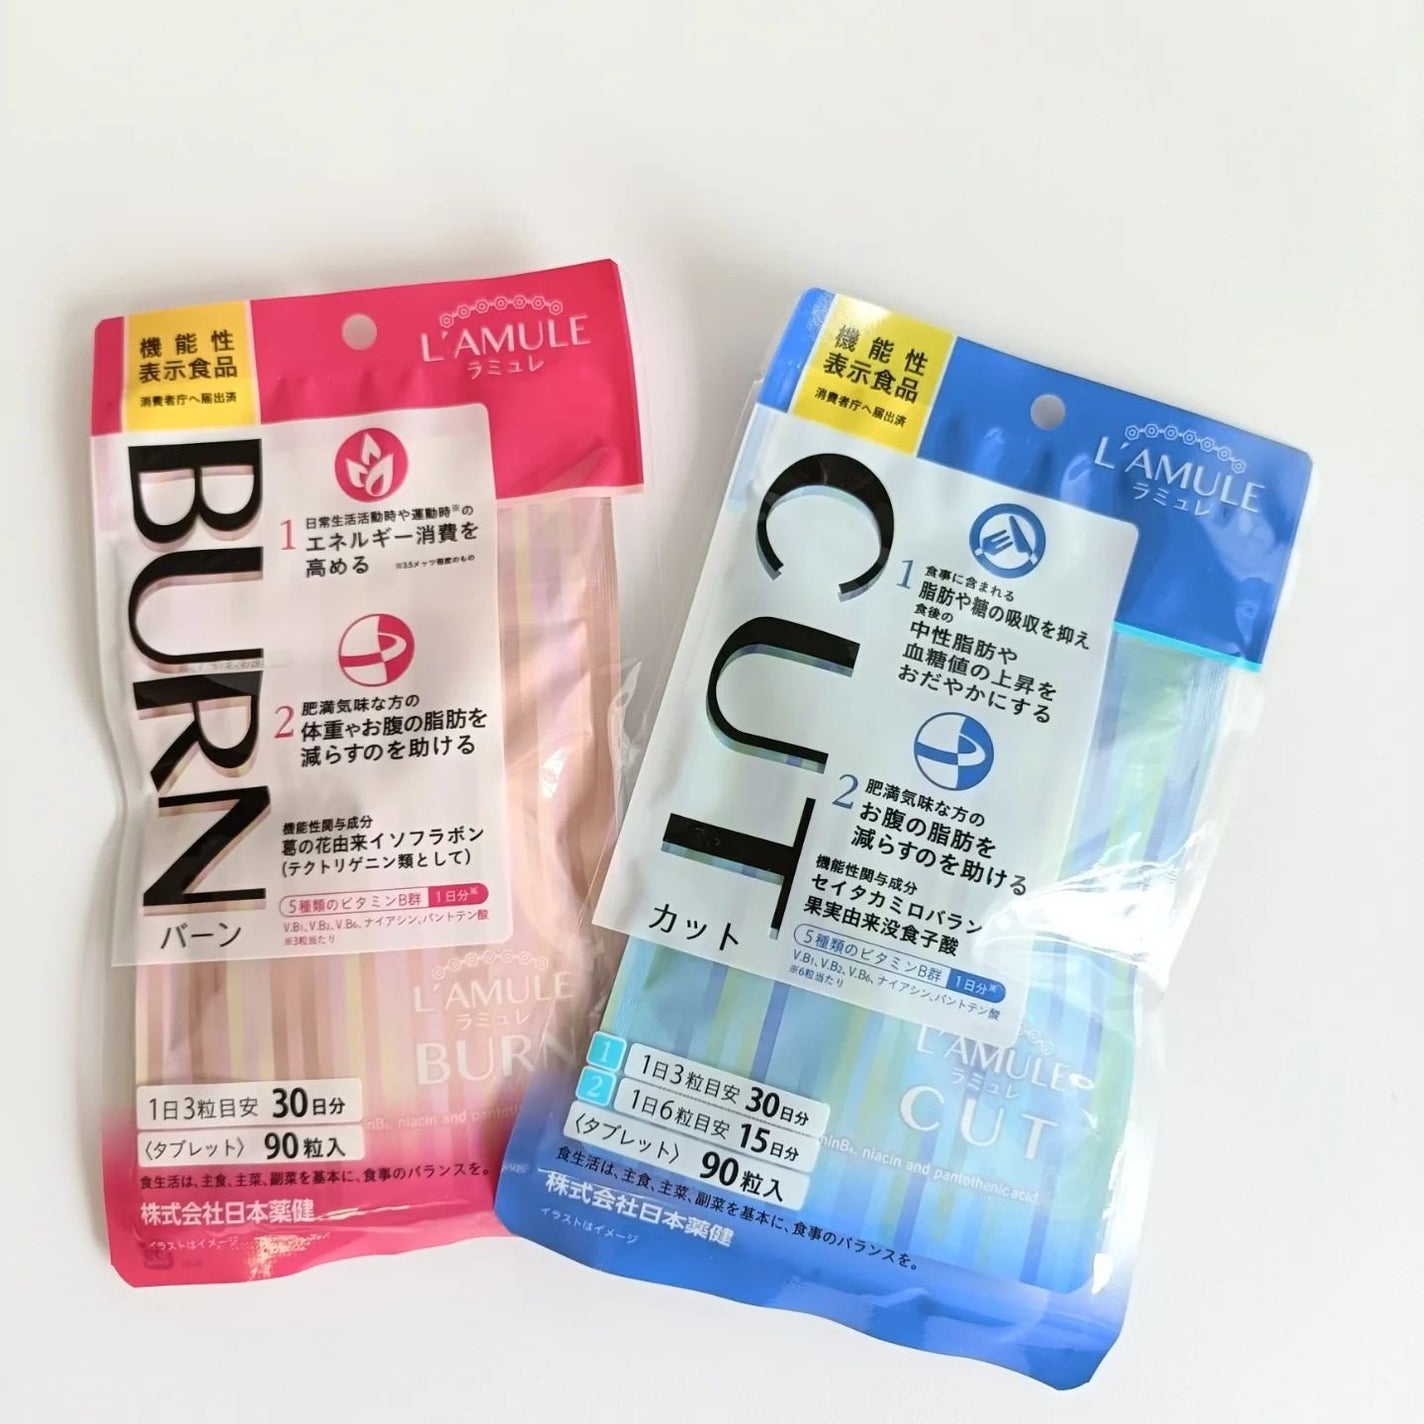 機能性
表示食品
消費者庁へ届出済
L'AMULE
ラミュレ
BURN
バーン
1 日常生活活動時や運動時※の
エネルギー消費を
高める ※3.5メッツ程度のもの
2 肥満気味な方の
体重やお腹の脂肪を
減らすのを助ける
機能性関与成分
葛の花由来イソフラボン
(テクトリゲニン類として)
5種類のビタミンB群 1日分※
V.B1、V.B2、V.B6、ナイアシン、パントテン酸
※3粒当たり
L'AMULE
ラミュレ
BURN
inB6, niacin and pantothe
1日3粒目安 30日分
〈タブレット〉 90粒入
食生活は、主食、主菜、副菜を基本に、食事のバランスを。
株式会社日本薬健
イラストはイメージ
機能性
表示食品
消費者庁へ届出済
L'AMULE
ラミュレ
CUT
カット
1 食事に含まれる
脂肪や糖の吸収を抑え
食後の
中性脂肪や
血糖値の上昇を
おだやかにする
2 肥満気味な方の
お腹の脂肪を
減らすのを助ける
機能性関与成分
セイタカミロバラン
果実由来没食子酸
5種類のビタミンB群 1日分※
V.B1、V.B2、V.B6、ナイアシン、パントテン酸
※6粒当たり
L'AMULE
ラミュレ
CUT
minB6, niacin and pantothenic acid
1 1日3粒目安 30日分
2 1日6粒目安 15日分
〈タブレット〉 90粒入
食生活は、主食、主菜、副菜を基本に、食事のバランスを。
株式会社日本薬健
イラストはイメージ